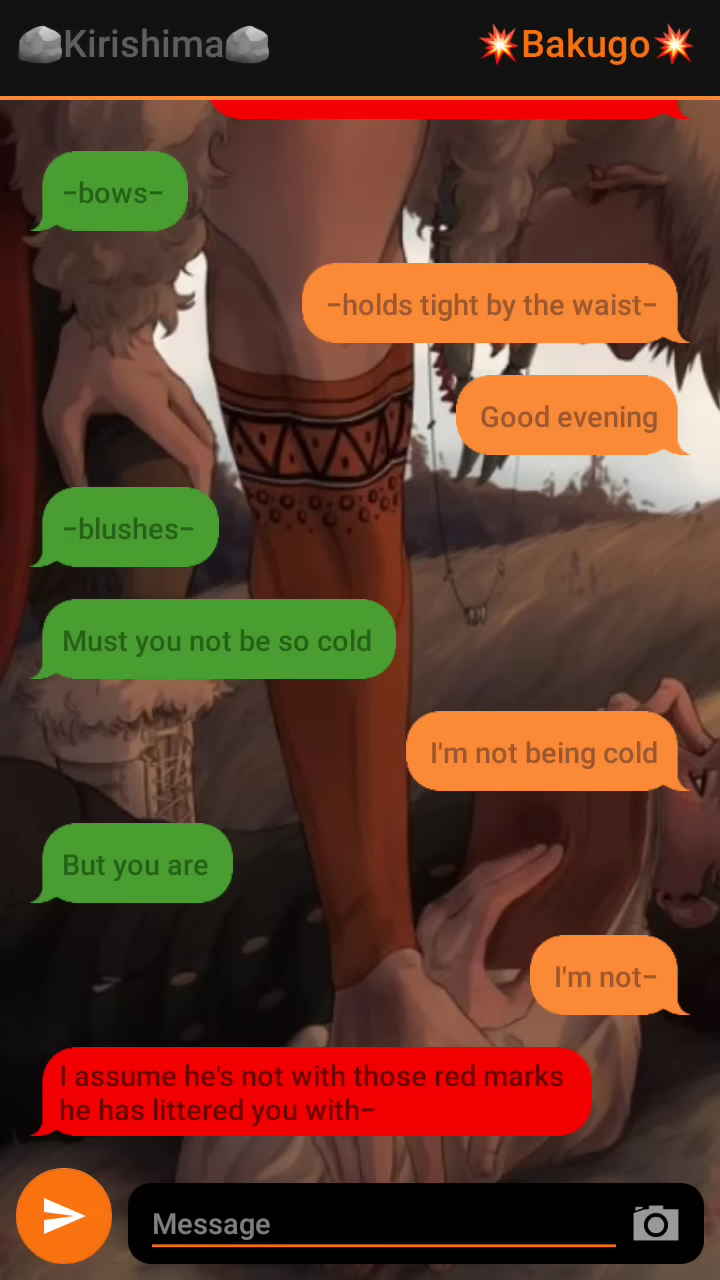 Kirishima
Bakugo
-bows-
-holds tight by the waist-
Good evening
-blushes-
Must you not be so cold
I'm not being cold
But you are
I'm not-
I assume he's not with those red marks
he has littered you with-
Message